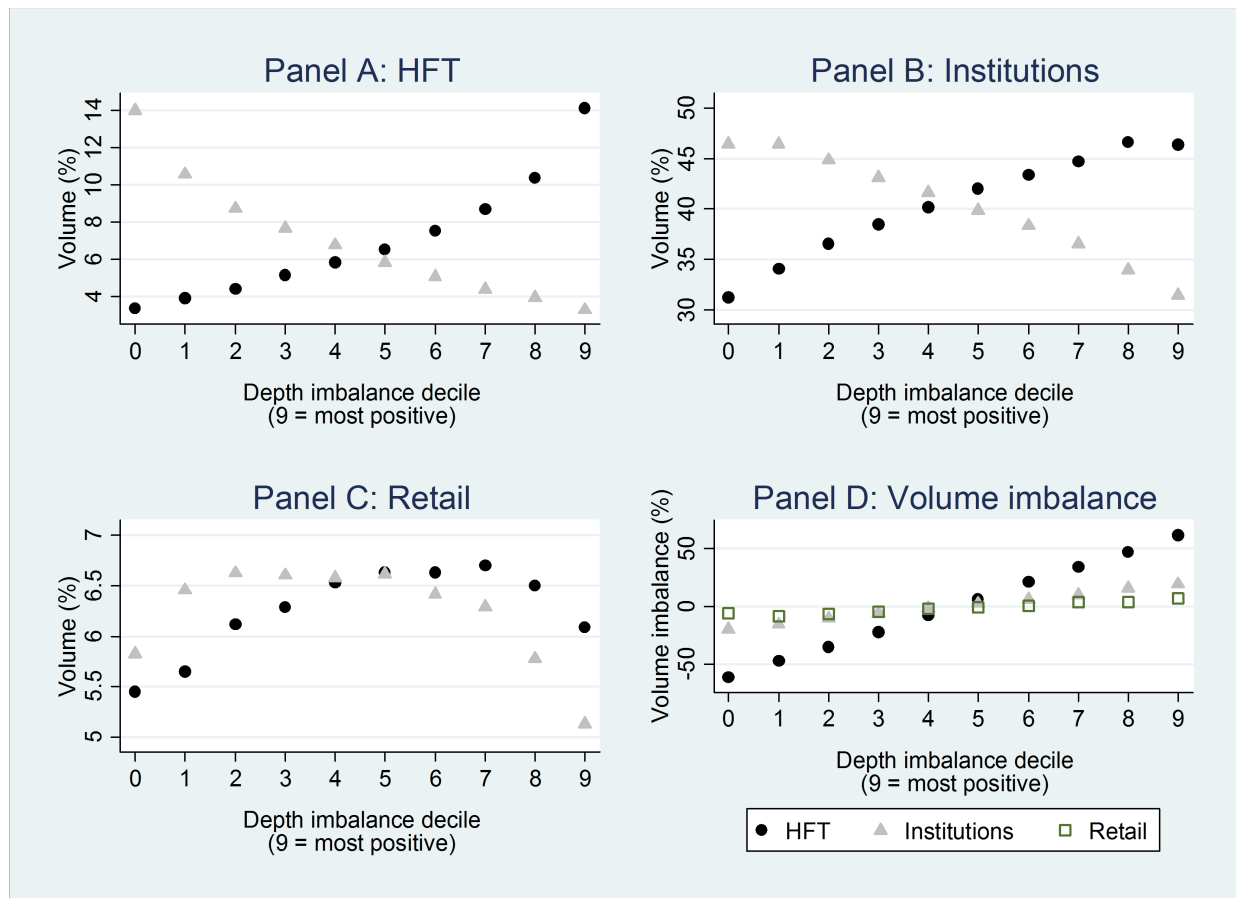 Panel A: HFT
Volume (%)
14
12
10
8
6
4
0 1 2 3 4 5 6 7 8 9
Depth imbalance decile
(9 = most positive)
Panel B: Institutions
Volume (%)
50
45
40
35
30
0 1 2 3 4 5 6 7 8 9
Depth imbalance decile
(9 = most positive)
Panel C: Retail
Volume (%)
7
6.5
6
5.5
5
0 1 2 3 4 5 6 7 8 9
Depth imbalance decile
(9 = most positive)
Panel D: Volume imbalance
Volume imbalance (%)
50
0
-50
0 1 2 3 4 5 6 7 8 9
Depth imbalance decile
(9 = most positive)
HFT Institutions Retail